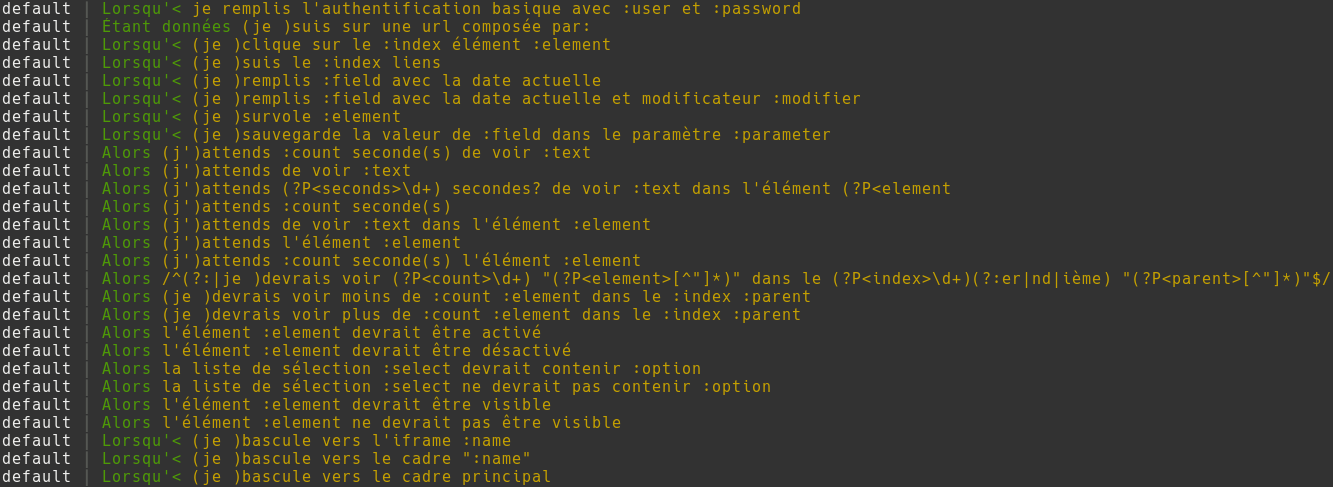 default | Lorsqu'< je remplis l'authentification basique avec :user et :password
default | Étant données (je )suis sur une url composée par:
default | Lorsqu'< (je )clique sur le :index élément :element
default | Lorsqu'< (je )suis le :index liens
default | Lorsqu'< (je )remplis :field avec la date actuelle
default | Lorsqu'< (je )remplis :field avec la date actuelle et modificateur :modifier
default | Lorsqu'< (je )survole :element
default | Lorsqu'< (je )sauvegarde la valeur de :field dans le paramètre :parameter
default | Alors (j')attends :count seconde(s) de voir :text
default | Alors (j')attends de voir :text
default | Alors (j')attends (?P<seconds>\d+) secondes? de voir :text dans l'élément (?P<element
default | Alors (j')attends :count seconde(s)
default | Alors (j')attends de voir :text dans l'élément :element
default | Alors (j')attends l'élément :element
default | Alors (j')attends :count seconde(s) l'élément :element
default | Alors /^(?:|je )devrais voir (?P<count>\d+) "(?P<element>[^"]*)" dans le (?P<index>\d+)(?:er|nd|ième) "(?P<parent>[^"]*)"$/
default | Alors (je )devrais voir moins de :count :element dans le :index :parent
default | Alors (je )devrais voir plus de :count :element dans le :index :parent
default | Alors l'élément :element devrait être activé
default | Alors l'élément :element devrait être désactivé
default | Alors la liste de sélection :select devrait contenir :option
default | Alors la liste de sélection :select ne devrait pas contenir :option
default | Alors l'élément :element devrait être visible
default | Alors l'élément :element ne devrait pas être visible
default | Lorsqu'< (je )bascule vers l'iframe :name
default | Lorsqu'< (je )bascule vers le cadre ":name"
default | Lorsqu'< (je )bascule vers le cadre principal